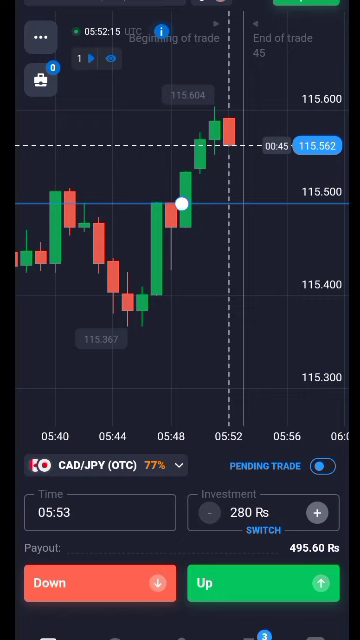 05:52:15 UTC
Beginning of trade
End of trade
45
0
1
115.604
115.600
00:45
115.562
115.500
115.400
115.367
115.300
05:40
05:44
05:48
05:52
05:56
06:0
CAD/JPY (OTC) 77%
PENDING TRADE
Time
05:53
Investment
280 ₨
SWITCH
Payout:
495.60 ₨
Down
Up
3